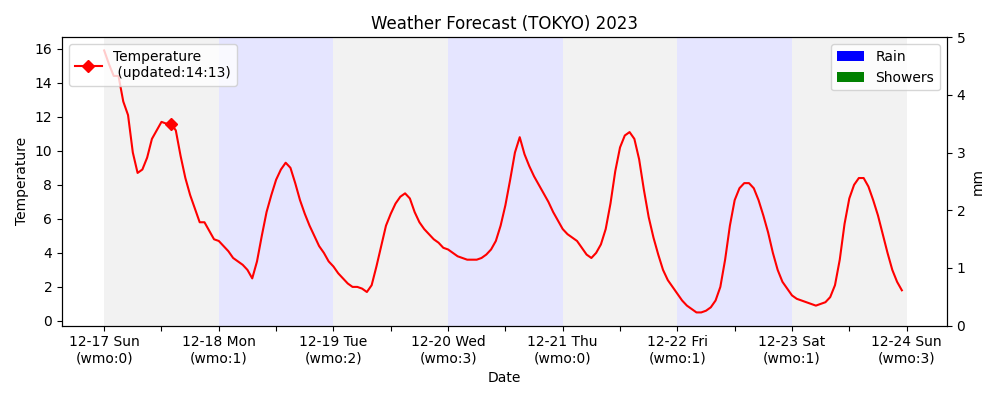 Weather Forecast (TOKYO) 2023
Temperature
(updated:14:13)
Rain
Showers
16
14
12
10
8
6
4
2
0
Temperature
5
4
3
2
1
0
mm
12-17 Sun
(wmo:0)
12-18 Mon
(wmo:1)
12-19 Tue
(wmo:2)
12-20 Wed
(wmo:3)
12-21 Thu
(wmo:0)
12-22 Fri
(wmo:1)
12-23 Sat
(wmo:1)
12-24 Sun
(wmo:3)
Date